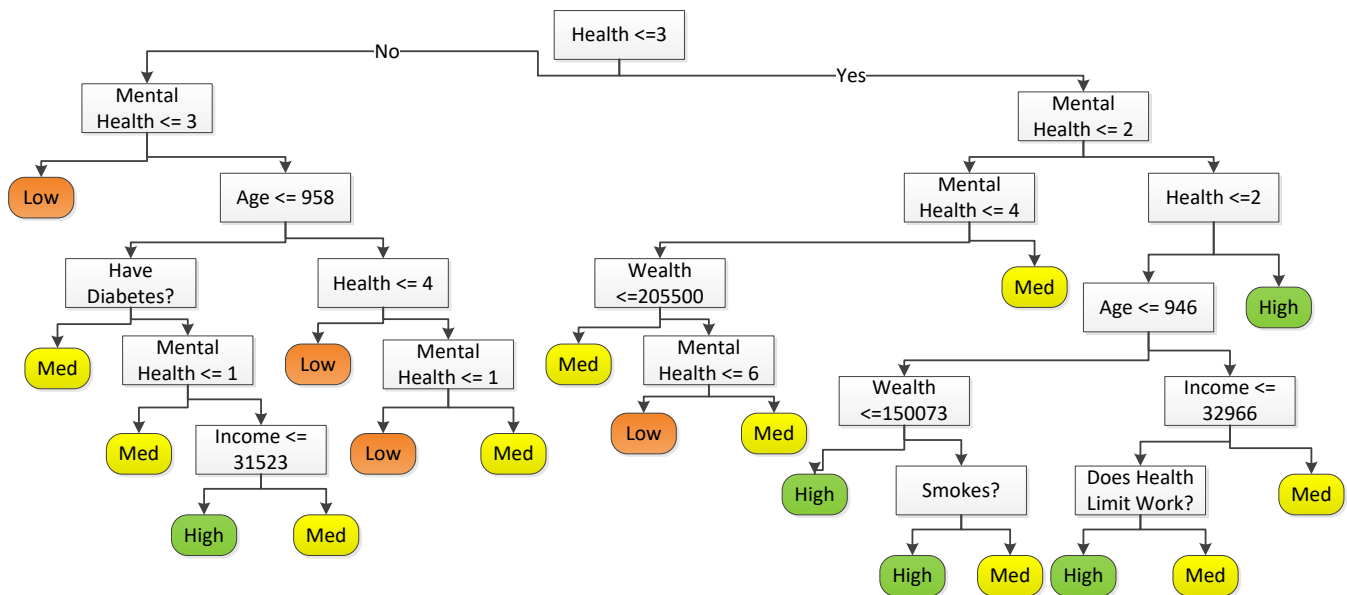 Health <=3
No
Yes
Mental
Health <= 3
Mental
Health <= 2
Low
Age <= 958
Mental
Health <= 4
Health <=2
Have
Diabetes?
Health <= 4
Wealth
<=205500
Med
Age <= 946
High
Med
Mental
Health <= 1
Low
Mental
Health <= 1
Med
Mental
Health <= 6
Wealth
<=150073
Income <=
32966
Med
Income <=
31523
Low
Med
Low
Med
High
Smokes?
Does Health
Limit Work?
Med
High
Med
High
Med
High
Med